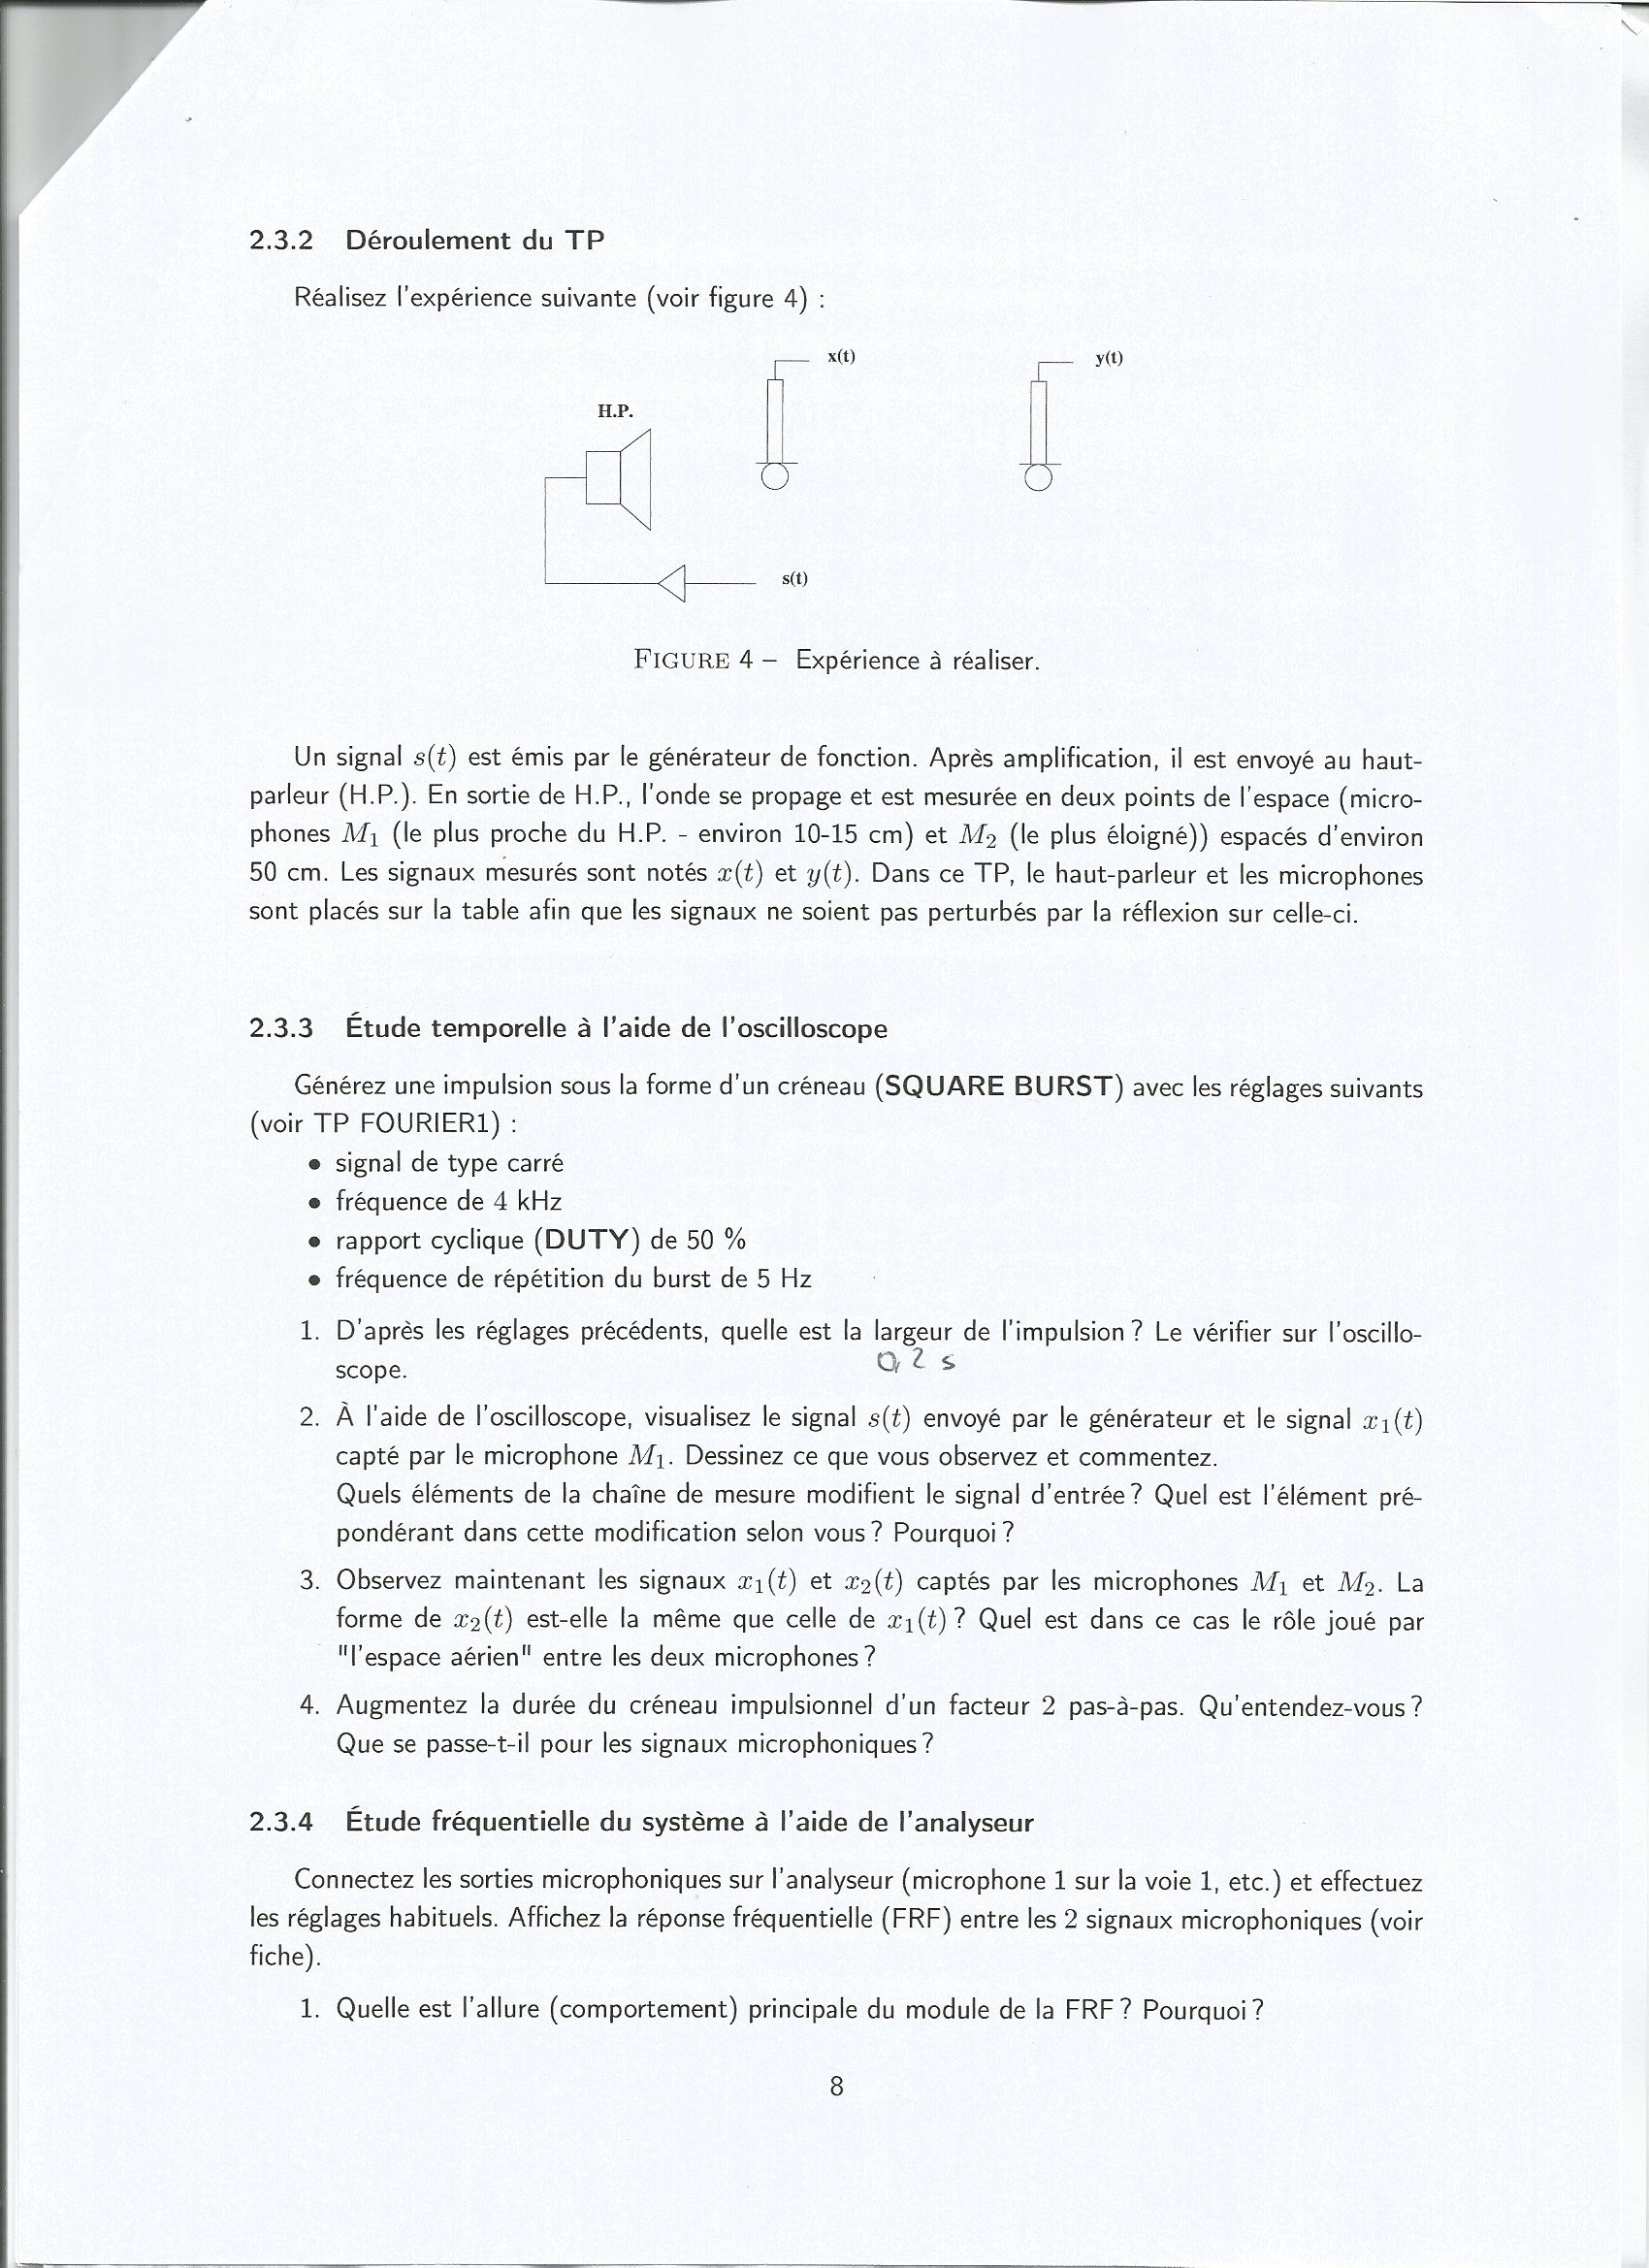 2.3.2 Déroulement du TP
Réalisez l'expérience suivante (voir figure 4) :
x(t)
y(t)
H.P.
s(t)
FIGURE 4 – Expérience à réaliser.
Un signal s(t) est émis par le générateur de fonction. Après amplification, il est envoyé au haut-
parleur (H.P.). En sortie de H.P., l'onde se propage et est mesurée en deux points de l'espace (micro-
phones M₁ (le plus proche du H.P. - environ 10-15 cm) et M₂ (le plus éloigné)) espacés d'environ
50 cm. Les signaux mesurés sont notés x(t) et y(t). Dans ce TP, le haut-parleur et les microphones
sont placés sur la table afin que les signaux ne soient pas perturbés par la réflexion sur celle-ci.
2.3.3 Étude temporelle à l'aide de l'oscilloscope
Générez une impulsion sous la forme d'un créneau (SQUARE BURST) avec les réglages suivants
(voir TP FOURIER1) :
• signal de type carré
• fréquence de 4 kHz
• rapport cyclique (DUTY) de 50 %
• fréquence de répétition du burst de 5 Hz
1. D'après les réglages précédents, quelle est la largeur de l'impulsion ? Le vérifier sur l'oscillo-
scope. 0,2 s
2. À l'aide de l'oscilloscope, visualisez le signal s(t) envoyé par le générateur et le signal x₁(t)
capté par le microphone M₁. Dessinez ce que vous observez et commentez.
Quels éléments de la chaîne de mesure modifient le signal d'entrée ? Quel est l'élément pré-
pondérant dans cette modification selon vous ? Pourquoi ?
3. Observez maintenant les signaux x₁(t) et x₂(t) captés par les microphones M₁ et M₂. La
forme de x₂(t) est-elle la même que celle de x₁(t) ? Quel est dans ce cas le rôle joué par
"l'espace aérien" entre les deux microphones ?
4. Augmentez la durée du créneau impulsionnel d'un facteur 2 pas-à-pas. Qu'entendez-vous ?
Que se passe-t-il pour les signaux microphoniques ?
2.3.4 Étude fréquentielle du système à l'aide de l'analyseur
Connectez les sorties microphoniques sur l'analyseur (microphone 1 sur la voie 1, etc.) et effectuez
les réglages habituels. Affichez la réponse fréquentielle (FRF) entre les 2 signaux microphoniques (voir
fiche).
1. Quelle est l'allure (comportement) principale du module de la FRF ? Pourquoi ?
8